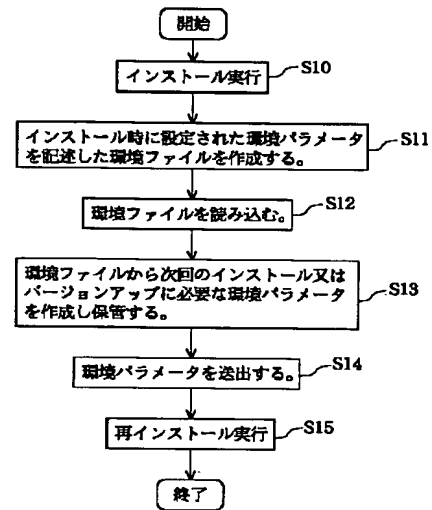 開始
インストール実行
S10
インストール時に設定された環境パラメータ
を記述した環境ファイルを作成する。
S11
環境ファイルを読み込む。
S12
環境ファイルから次回のインストール又は
バージョンアップに必要な環境パラメータ
を作成し保管する。
S13
環境パラメータを送出する。
S14
再インストール実行
S15
終了